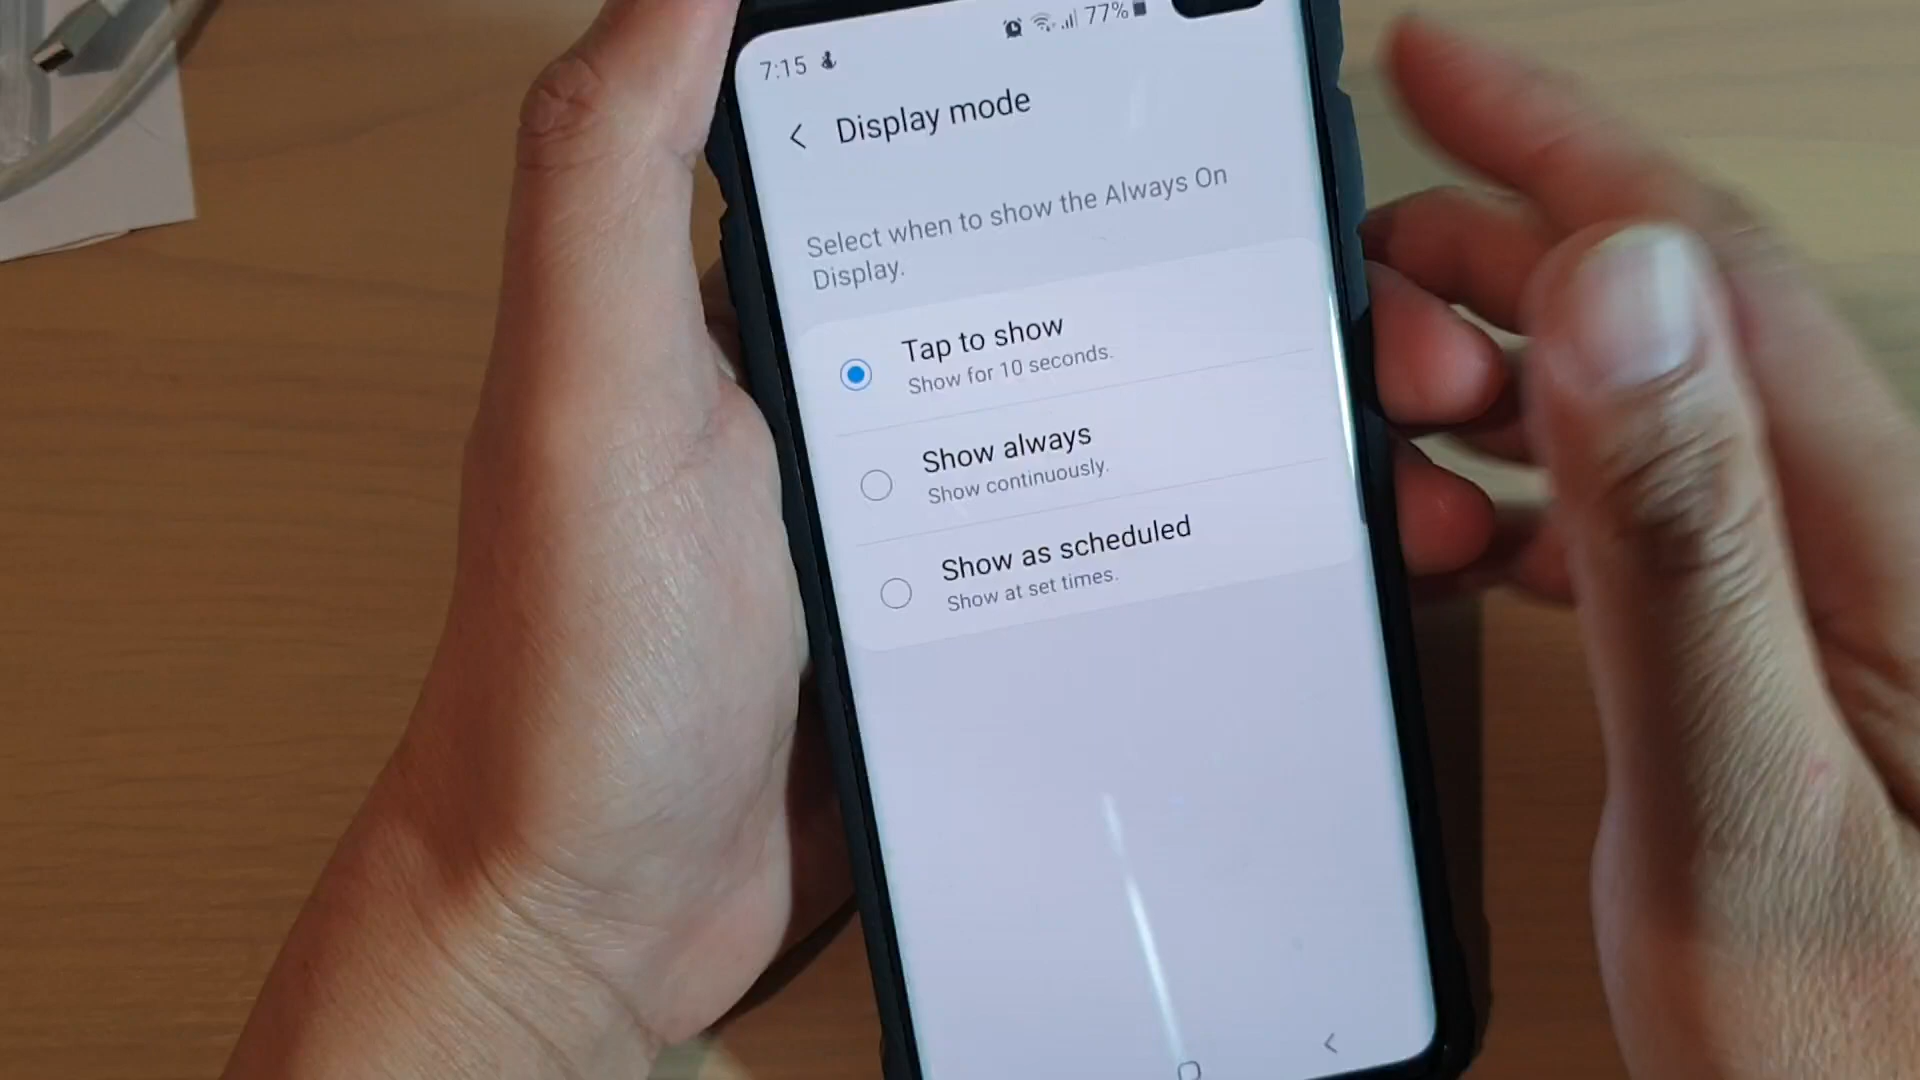 7:15 77%
Display mode
Select when to show the Always On
Display.
Tap to show
Show for 10 seconds.
Show always
Show continuously.
Show as scheduled
Show at set times.